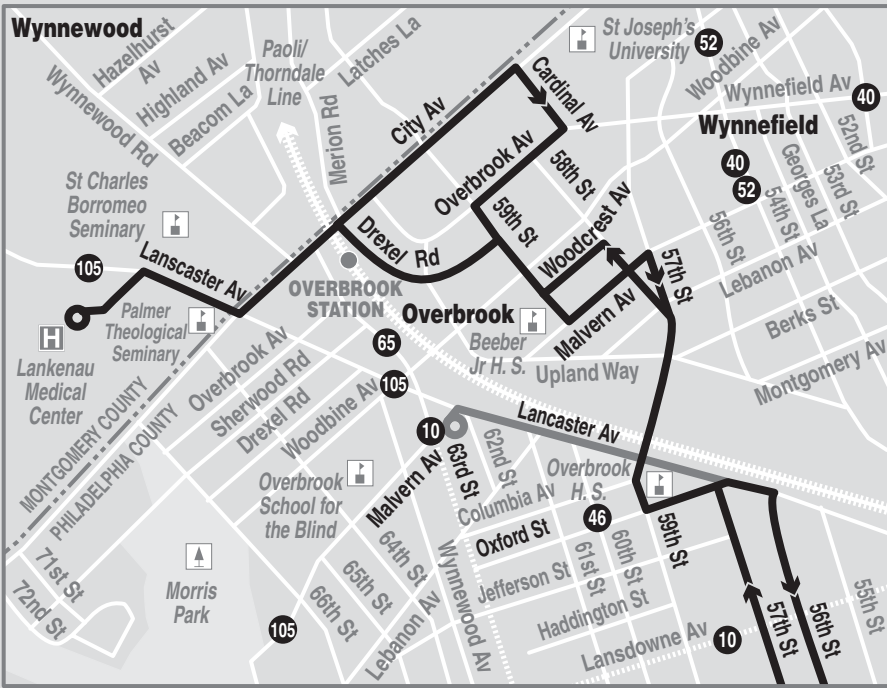 Wynnewood
Hazelhurst
Av
Highland Av
Beacom La
Wynnewood Rd
Paoli/
Thorndale
Line
Latches La
Merion Rd
City Av
St Joseph's
University
52
Woodbine Av
Cardinal Av
Wynnefield Av
40
Wynnefield
52nd St
53rd St
Georges La
54th St
56th St
40
52
Overbrook Av
58th St
59th St
Woodcrest Av
57th St
Lebanon Av
Berks St
Montgomery Av
St Charles
Borromeo
Seminary
105
Lanscaster Av
Drexel Rd
OVERBROOK
STATION
Overbrook
Malvern Av
Beeber
Jr H. S.
Upland Way
Palmer
Theological
Seminary
H
Lankenau
Medical
Center
65
105
Overbrook Av
Sherwood Rd
Drexel Rd
Woodbine Av
MONTGOMERY COUNTY
PHILADELPHIA COUNTY
10
Lancaster Av
Malvern Av
63rd St
62nd St
Overbrook
H. S.
46
Columbia Av
Oxford St
59th St
Overbrook
School for
the Blind
64th St
65th St
66th St
Lebanon Av
Wynnewood Av
Jefferson St
61st St
60th St
Haddington St
Lansdowne Av
10
57th St
56th St
55th St
71st St
72nd St
Morris
Park
105